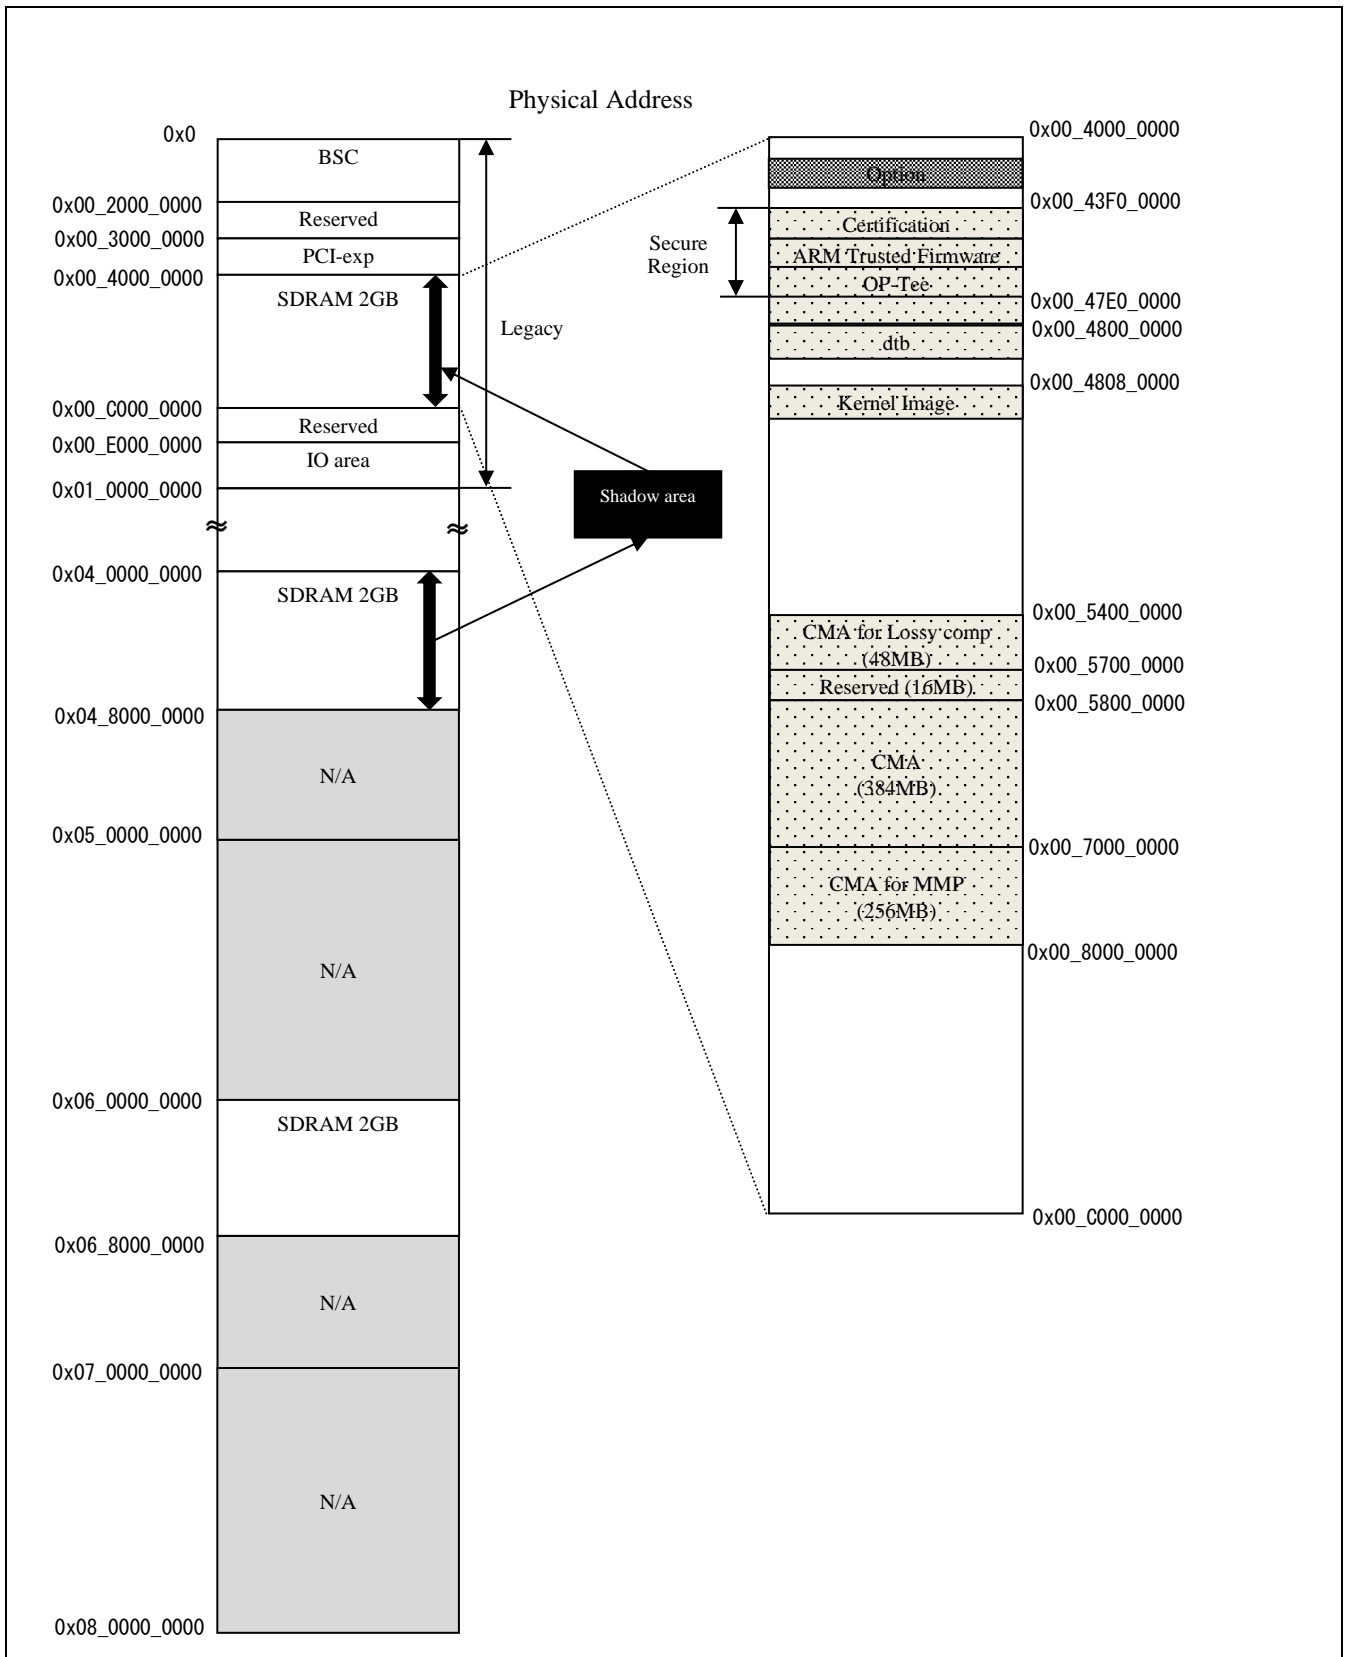 Physical Address
0x0
BSC
0x00_2000_0000
Reserved
0x00_3000_0000
PCI-exp
0x00_4000_0000
SDRAM 2GB
Legacy
0x00_C000_0000
Reserved
0x00_E000_0000
IO area
0x01_0000_0000
≈
≈
0x04_0000_0000
SDRAM 2GB
Shadow area
0x04_8000_0000
N/A
0x05_0000_0000
N/A
0x06_0000_0000
SDRAM 2GB
0x06_8000_0000
N/A
0x07_0000_0000
N/A
0x08_0000_0000
0x00_4000_0000
Option
0x00_43F0_0000
Secure
Region
Certification
ARM Trusted Firmware
OP-Tee
0x00_47E0_0000
0x00_4800_0000
dtb
0x00_4808_0000
Kernel Image
0x00_5400_0000
CMA for Lossy comp
(48MB)
0x00_5700_0000
Reserved (16MB)
0x00_5800_0000
CMA
(384MB)
0x00_7000_0000
CMA for MMP
(256MB)
0x00_8000_0000
0x00_C000_0000